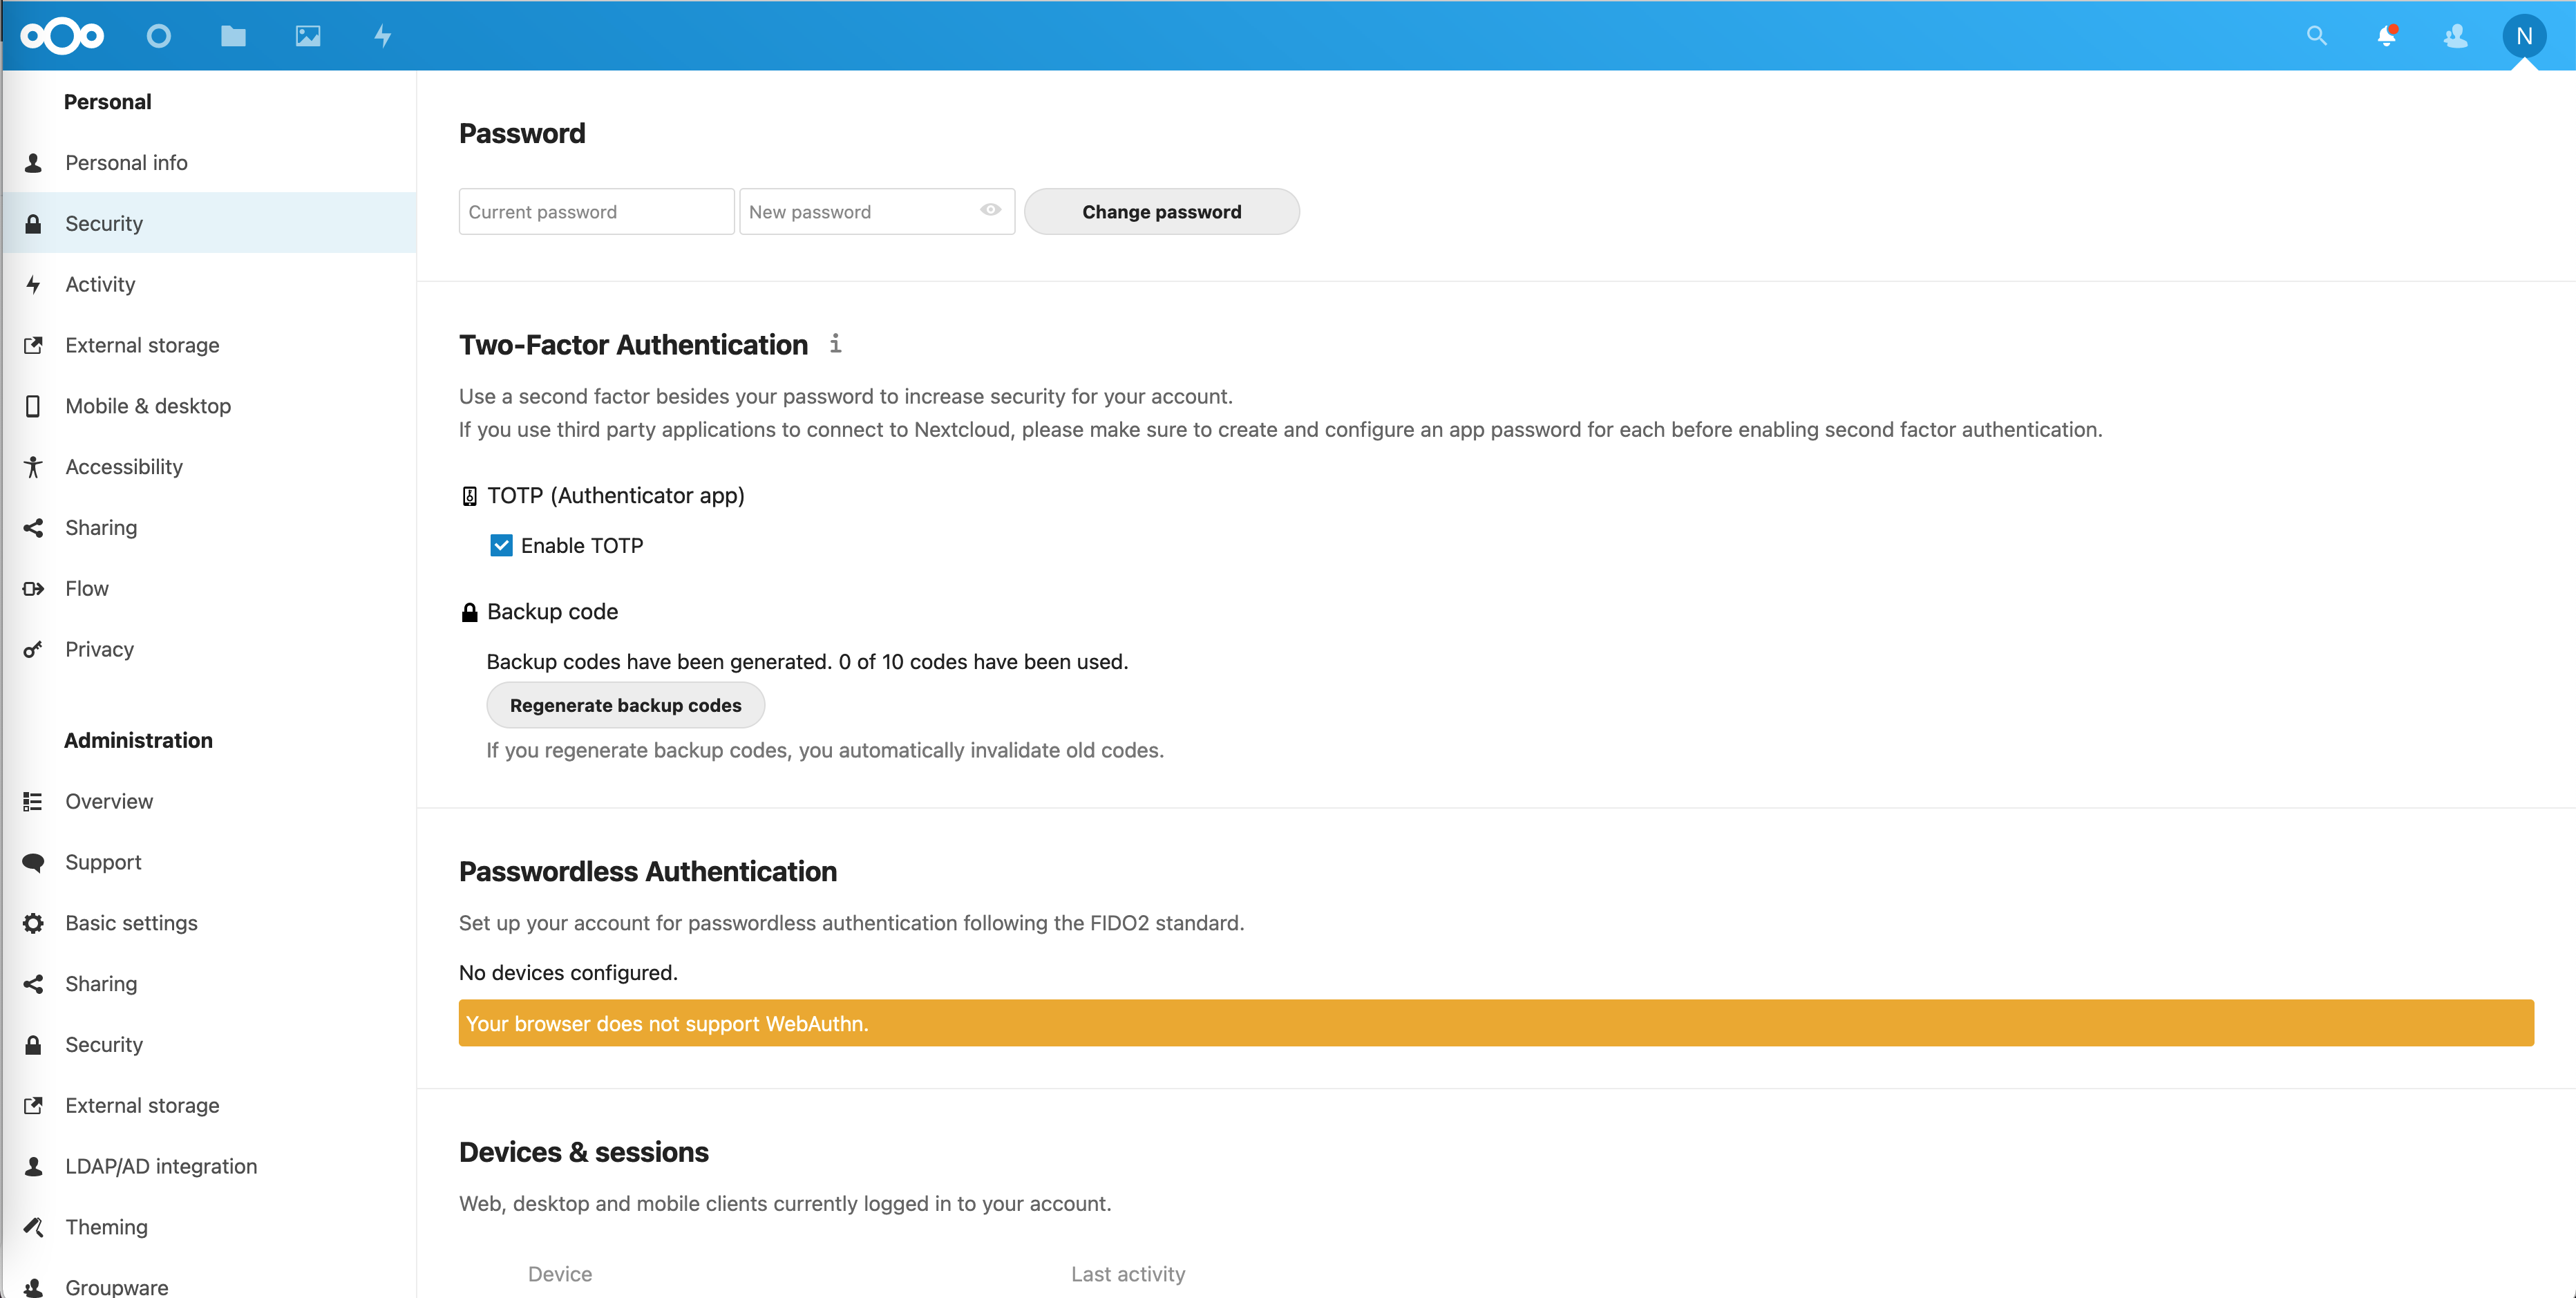 N
Personal
Personal info
Security
Activity
External storage
Mobile & desktop
Accessibility
Sharing
Flow
Privacy
Administration
Overview
Support
Basic settings
Sharing
Security
External storage
LDAP/AD integration
Theming
Groupware
Password
Current password
New password
Change password
Two-Factor Authentication
Use a second factor besides your password to increase security for your account.
If you use third party applications to connect to Nextcloud, please make sure to create and configure an app password for each before enabling second factor authentication.
TOTP (Authenticator app)
Enable TOTP
Backup code
Backup codes have been generated. 0 of 10 codes have been used.
Regenerate backup codes
If you regenerate backup codes, you automatically invalidate old codes.
Passwordless Authentication
Set up your account for passwordless authentication following the FIDO2 standard.
No devices configured.
Your browser does not support WebAuthn.
Devices & sessions
Web, desktop and mobile clients currently logged in to your account.
Device Last activity